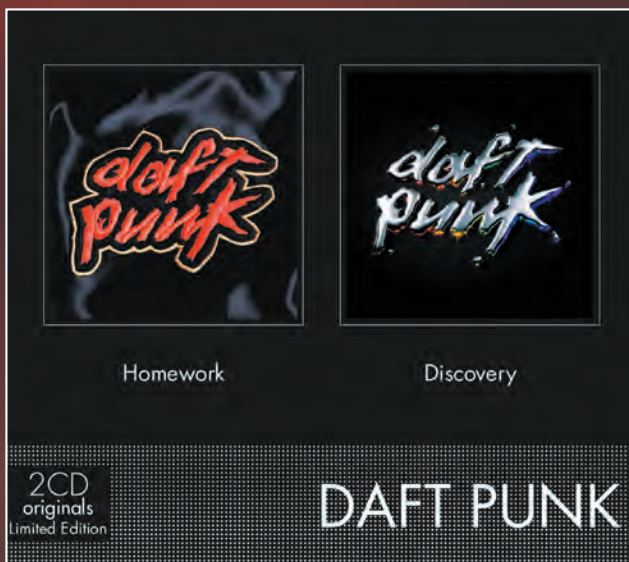 daft
punk
daft
punk
Homework
Discovery
2CD
originals
Limited Edition
DAFT PUNK